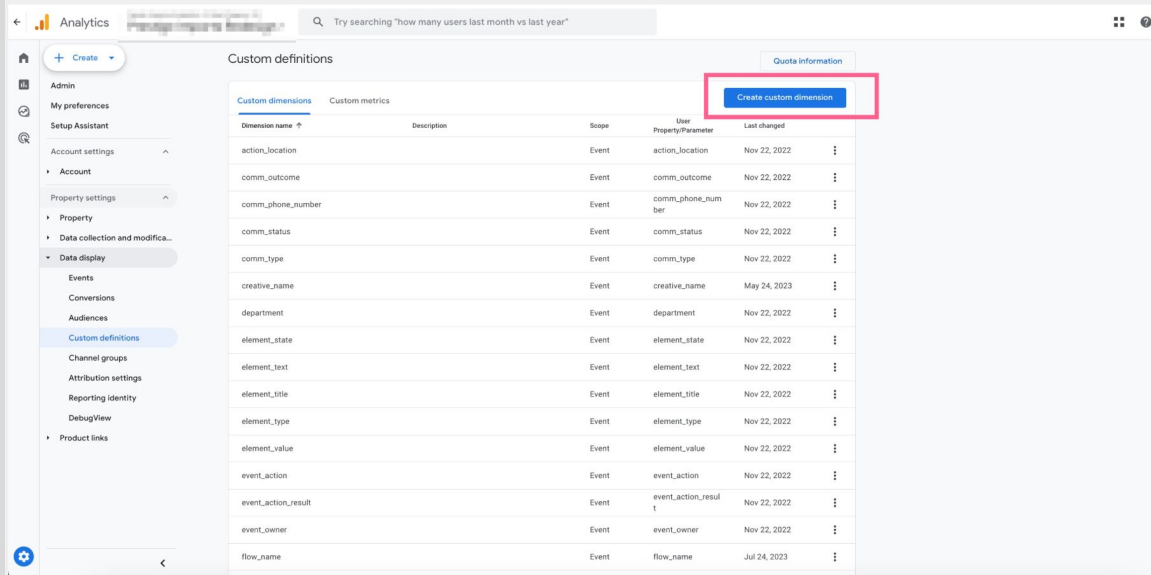 Analytics
Try searching "how many users last month vs last year"
Create
Admin
My preferences
Setup Assistant
Account settings
Account
Property settings
Property
Data collection and modifica...
Data display
Events
Conversions
Audiences
Custom definitions
Channel groups
Attribution settings
Reporting identity
DebugView
Product links
Custom definitions
Quota information
Custom dimensions Custom metrics
Create custom dimension
Dimension name Description Scope User Property/Parameter Last changed
action_location Event action_location Nov 22, 2022
comm_outcome Event comm_outcome Nov 22, 2022
comm_phone_number Event comm_phone_num
ber Nov 22, 2022
comm_status Event comm_status Nov 22, 2022
comm_type Event comm_type Nov 22, 2022
creative_name Event creative_name May 24, 2023
department Event department Nov 22, 2022
element_state Event element_state Nov 22, 2022
element_text Event element_text Nov 22, 2022
element_title Event element_title Nov 22, 2022
element_type Event element_type Nov 22, 2022
element_value Event element_value Nov 22, 2022
event_action Event event_action Nov 22, 2022
event_action_result Event event_action_resul
t Nov 22, 2022
event_owner Event event_owner Nov 22, 2022
flow_name Event flow_name Jul 24, 2023